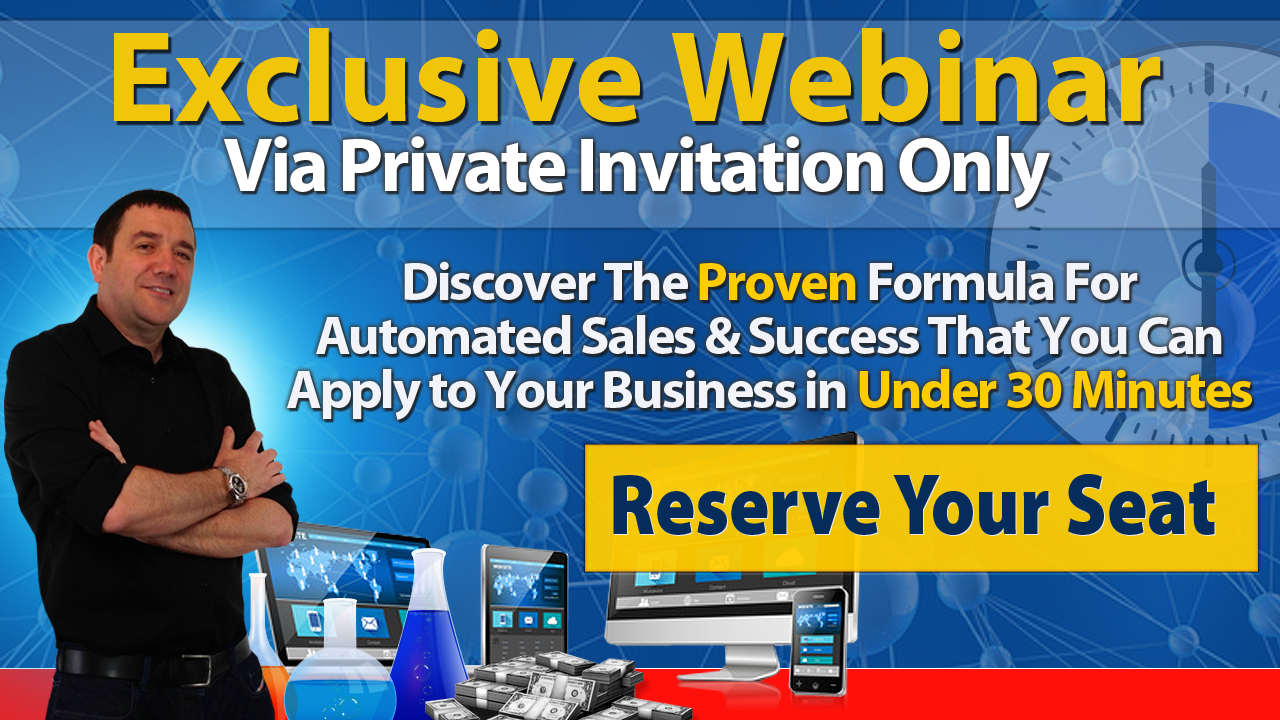 Exclusive Webinar
Via Private Invitation Only
Discover The Proven Formula For
Automated Sales & Success That You Can
Apply to Your Business in Under 30 Minutes
Reserve Your Seat